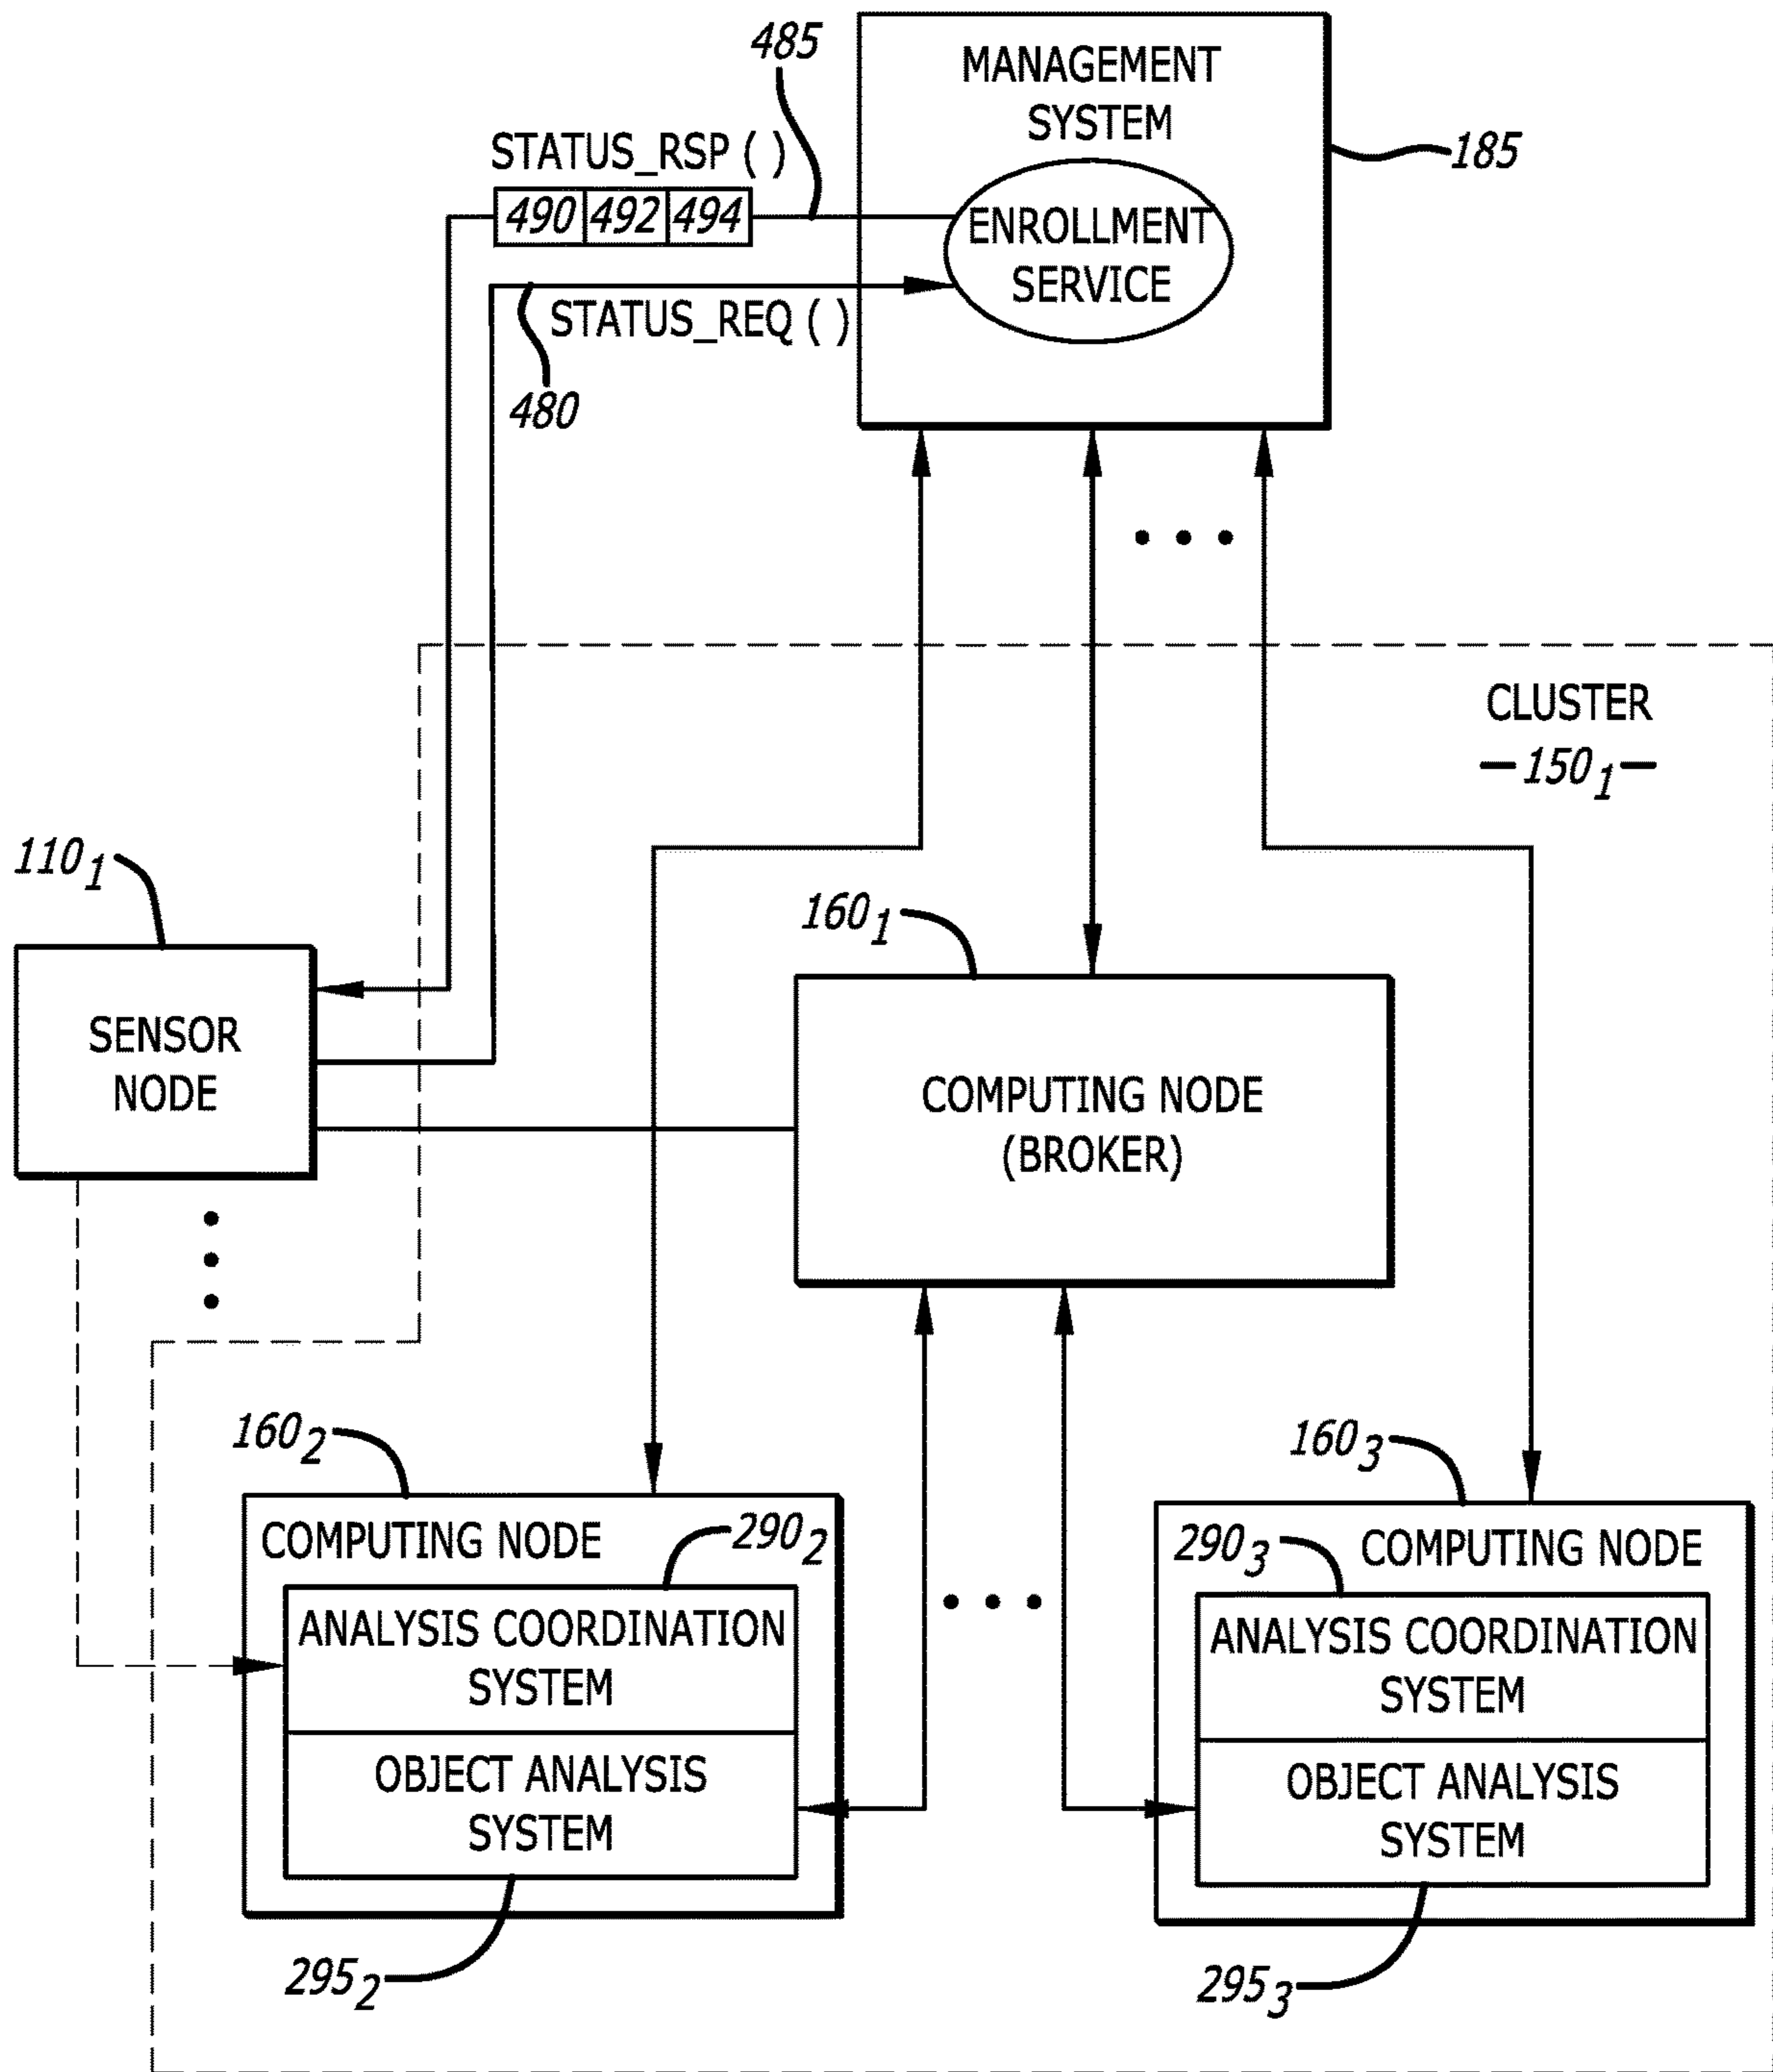 485
MANAGEMENT
SYSTEM
185
STATUS_RSP ( )
490 492 494
ENROLLMENT
SERVICE
STATUS_REQ ( )
480
CLUSTER
— 150₁ —
110₁
160₁
SENSOR
NODE
COMPUTING NODE
(BROKER)
160₂
COMPUTING NODE
290₂
ANALYSIS COORDINATION
SYSTEM
OBJECT ANALYSIS
SYSTEM
295₂
160₃
290₃
COMPUTING NODE
ANALYSIS COORDINATION
SYSTEM
OBJECT ANALYSIS
SYSTEM
295₃